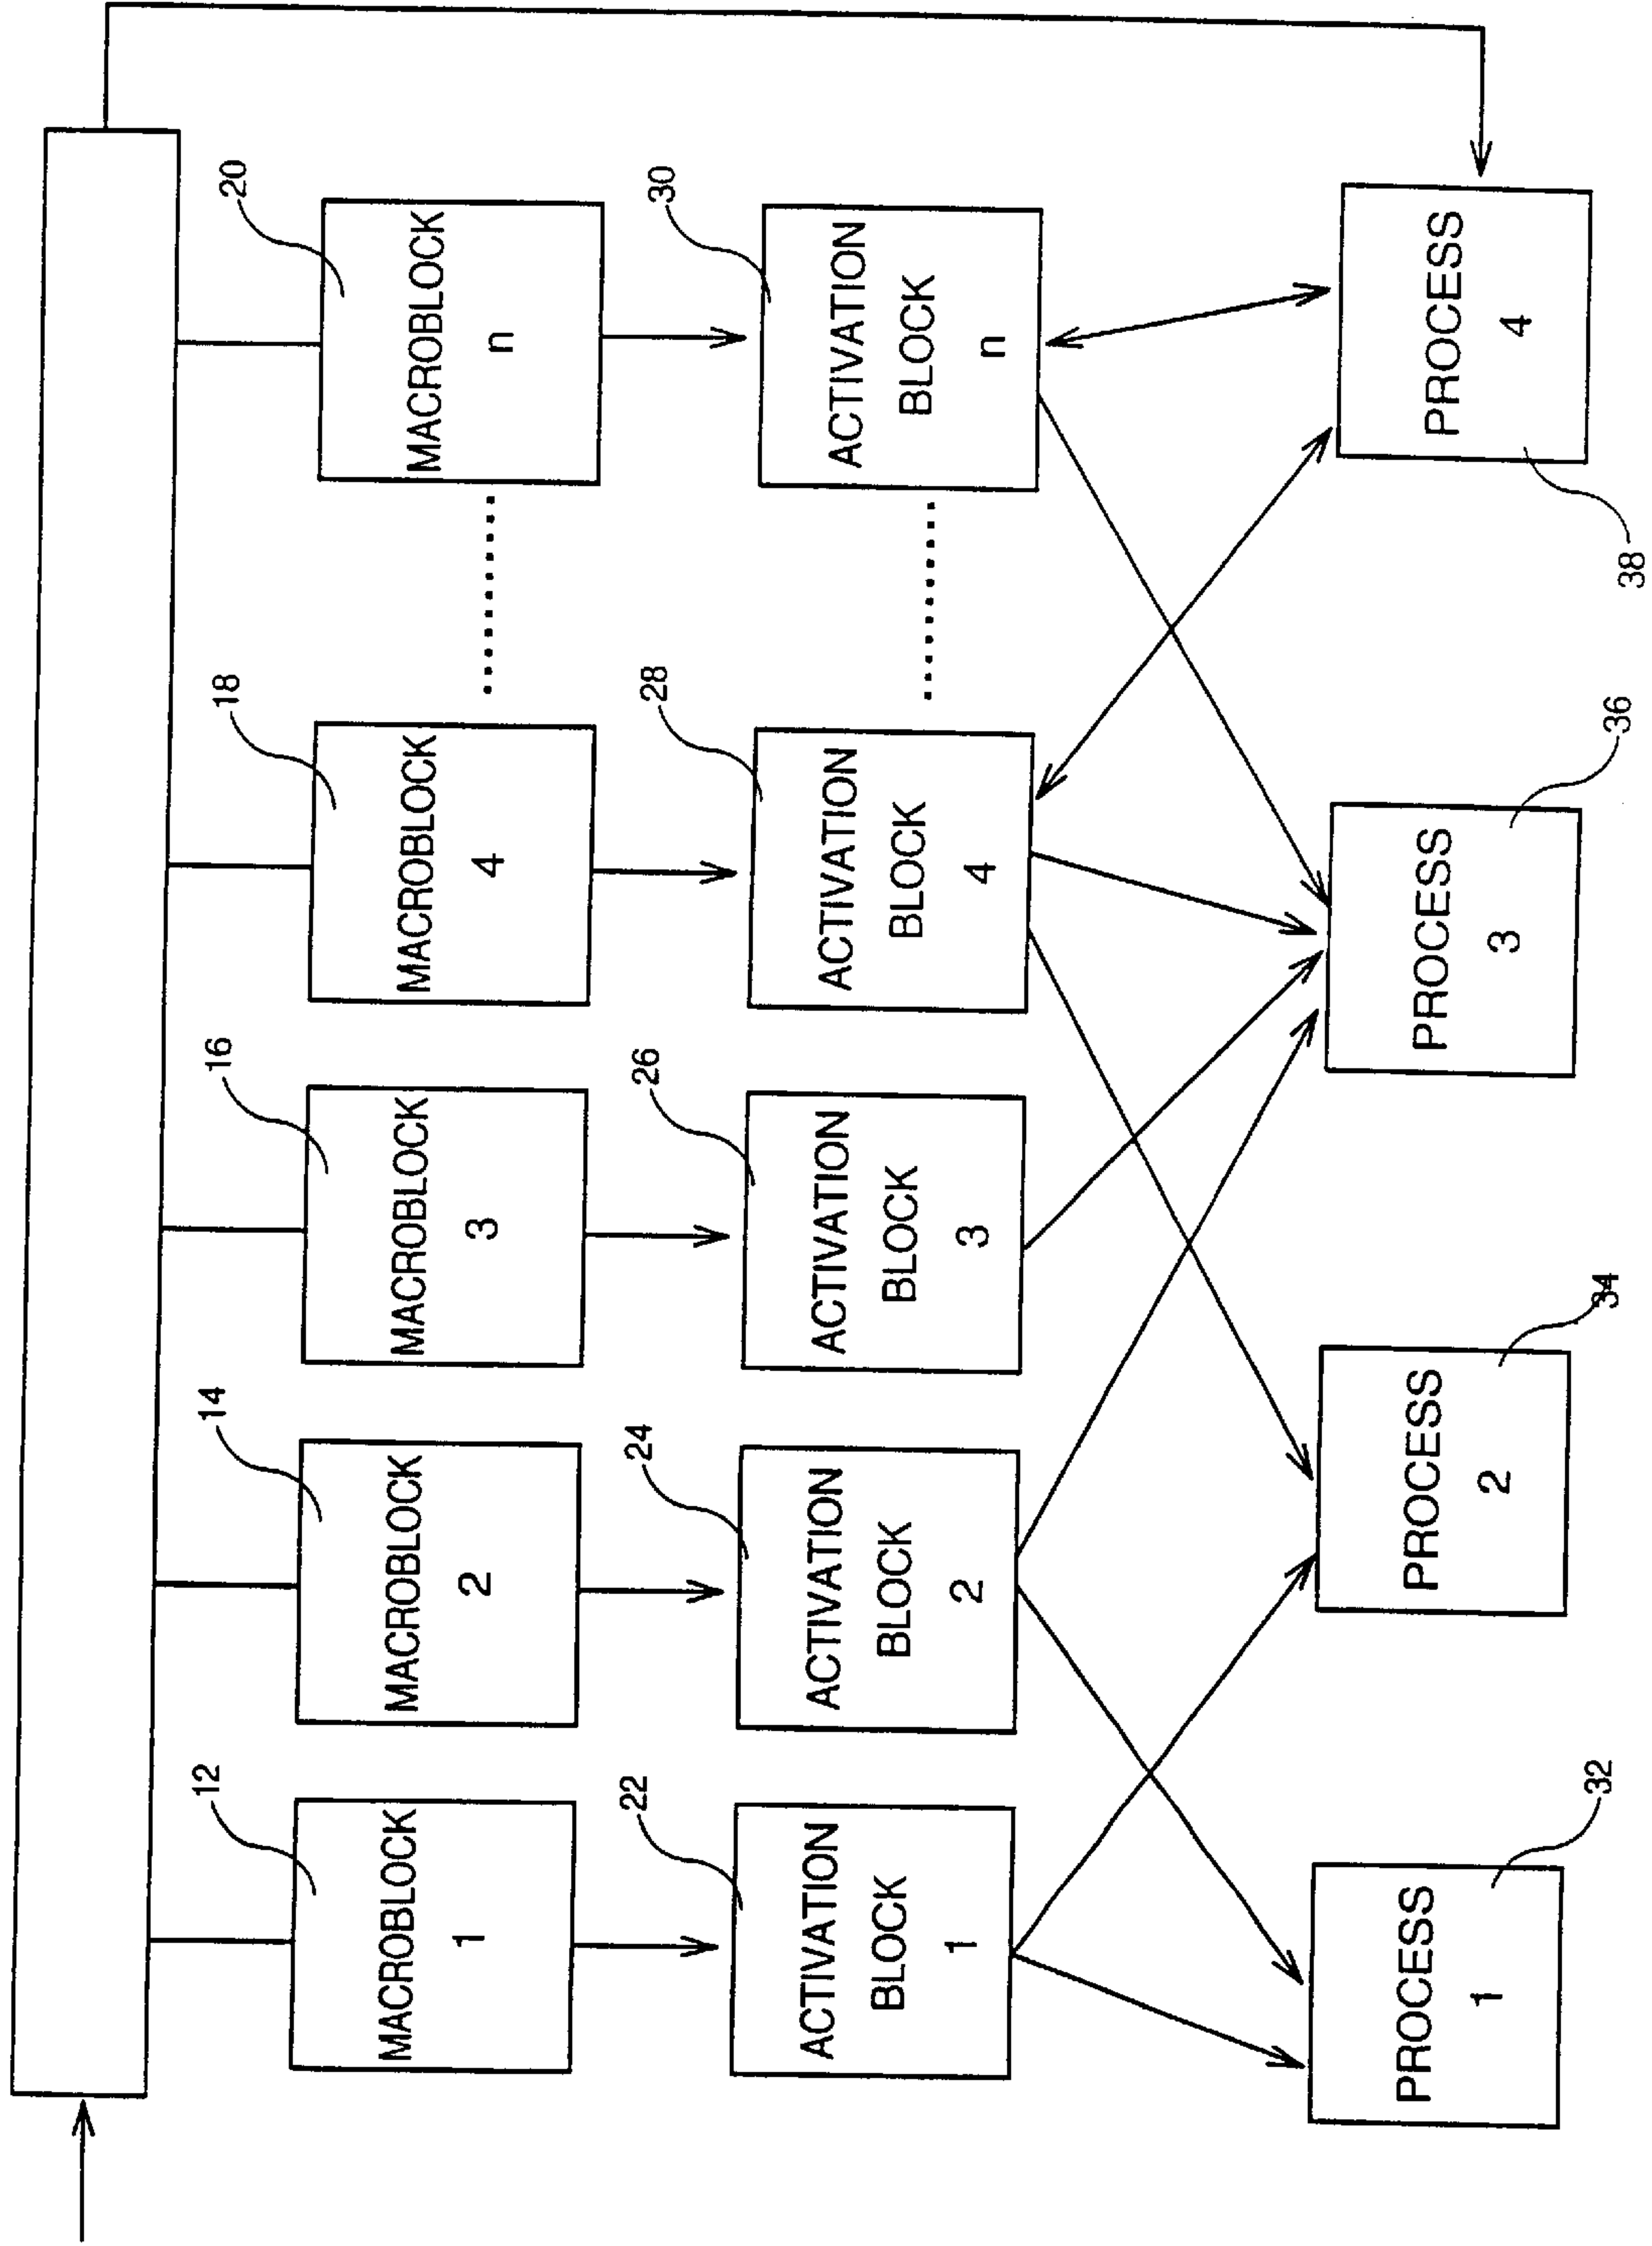 12
14
16
18
20
MACROBLOCK
1
MACROBLOCK
2
MACROBLOCK
3
MACROBLOCK
4
MACROBLOCK
n
22
24
26
28
30
ACTIVATION
BLOCK
1
ACTIVATION
BLOCK
2
ACTIVATION
BLOCK
3
ACTIVATION
BLOCK
4
ACTIVATION
BLOCK
n
PROCESS
1
PROCESS
2
PROCESS
3
PROCESS
4
32
34
36
38